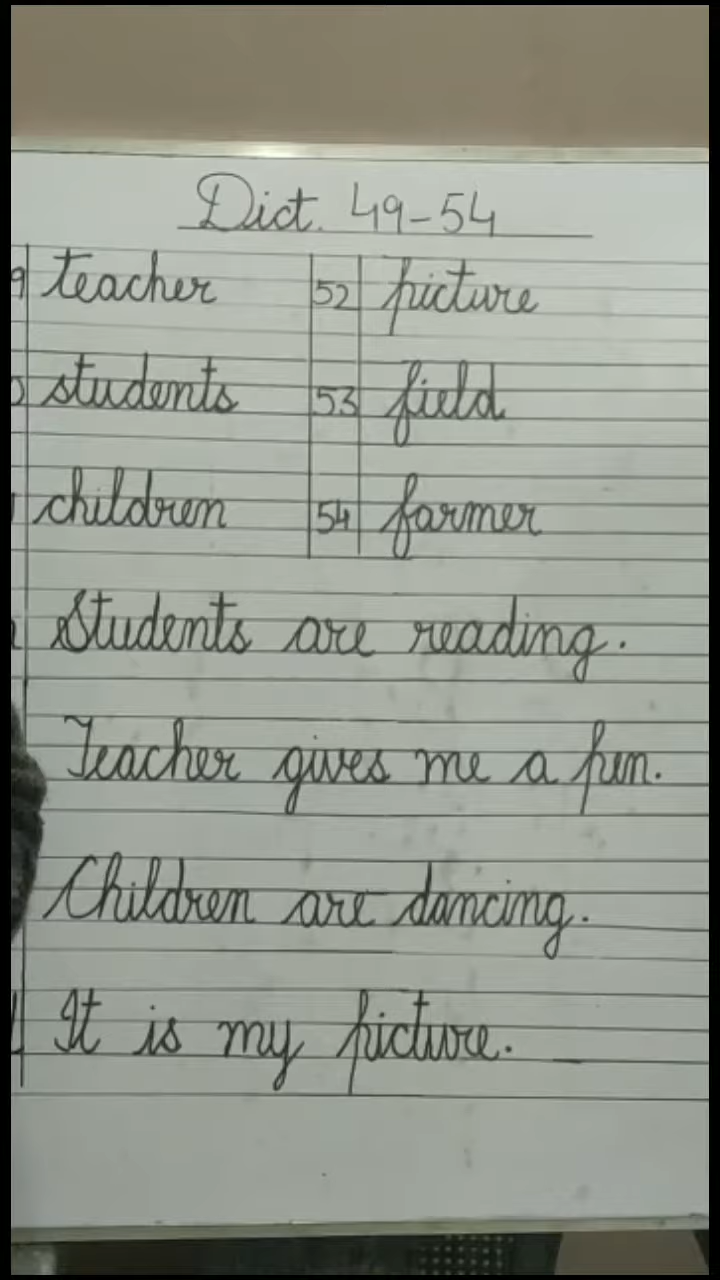 Dict. 49-54
9 teacher 52 picture
students 53 field
children 54 farmer
Students are reading.
Teacher gives me a pen.
Children are dancing.
It is my picture.